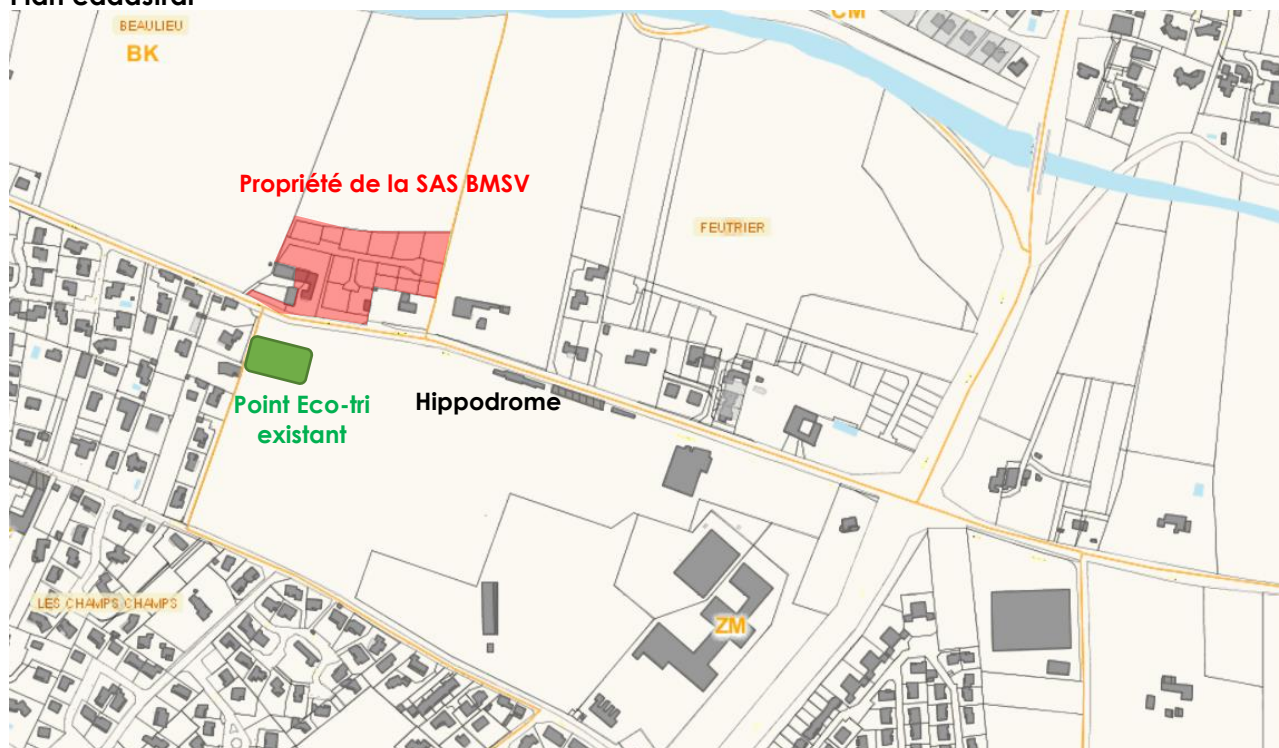 Plan cadastral
BEAULIEU
BK
CM
Propriété de la SAS BMSV
FEUTRIER
Point Eco-tri
existant
Hippodrome
LES CHAMPS CHAMPS
ZM